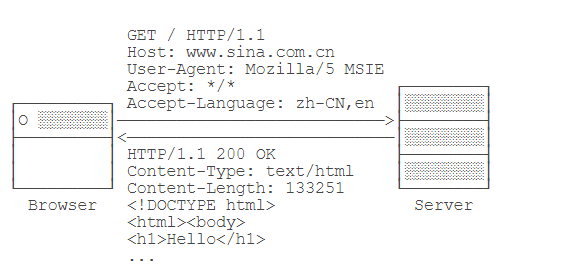 GET / HTTP/1.1
Host: www.sina.com.cn
User-Agent: Mozilla/5 MSIE
Accept: */*
Accept-Language: zh-CN,en
HTTP/1.1 200 OK
Content-Type: text/html
Content-Length: 133251
Browser
<!DOCTYPE html>
Server
<html><body>
<h1>Hello</h1>
...